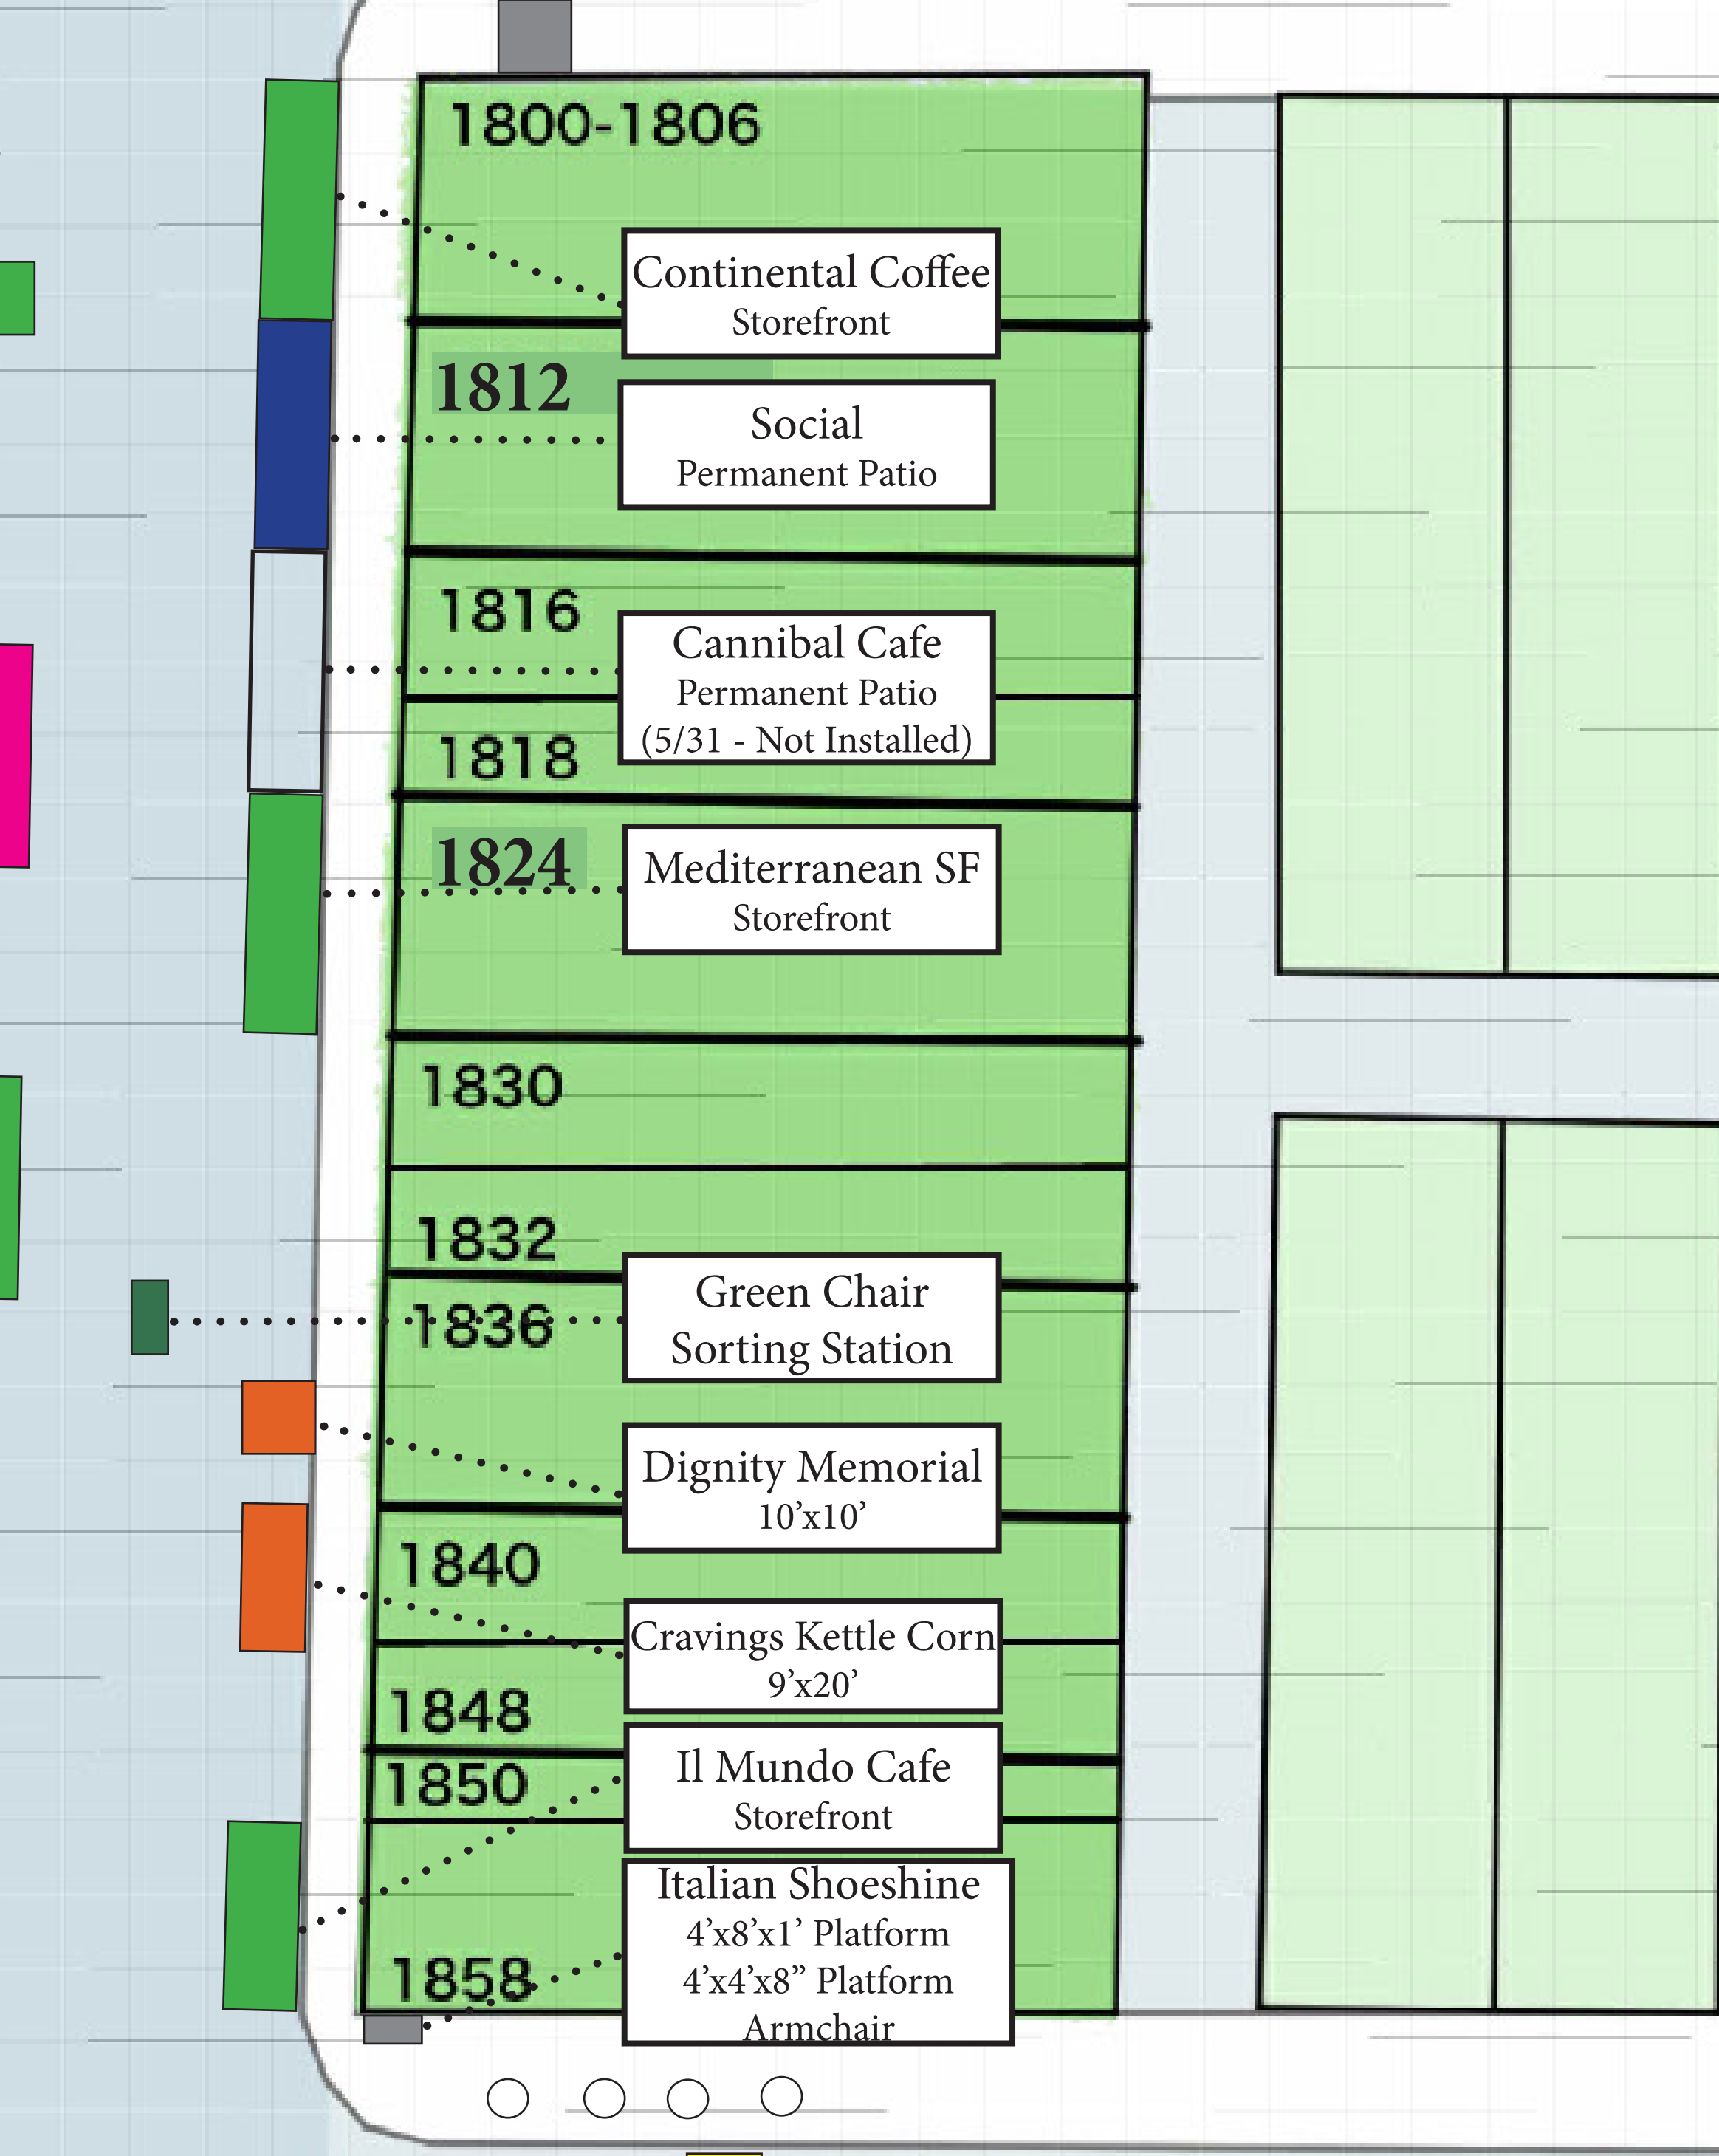 1800-1806
Continental Coffee
Storefront
1812
Social
Permanent Patio
1816
Cannibal Cafe
Permanent Patio
(5/31 - Not Installed)
1818
1824
Mediterranean SF
Storefront
1830
1832
Green Chair
Sorting Station
1836
Dignity Memorial
10’x10’
1840
Cravings Kettle Corn
9’x20’
1848
Il Mundo Cafe
Storefront
1850
Italian Shoeshine
4’x8’x1’ Platform
4’x4’x8” Platform
Armchair
1858